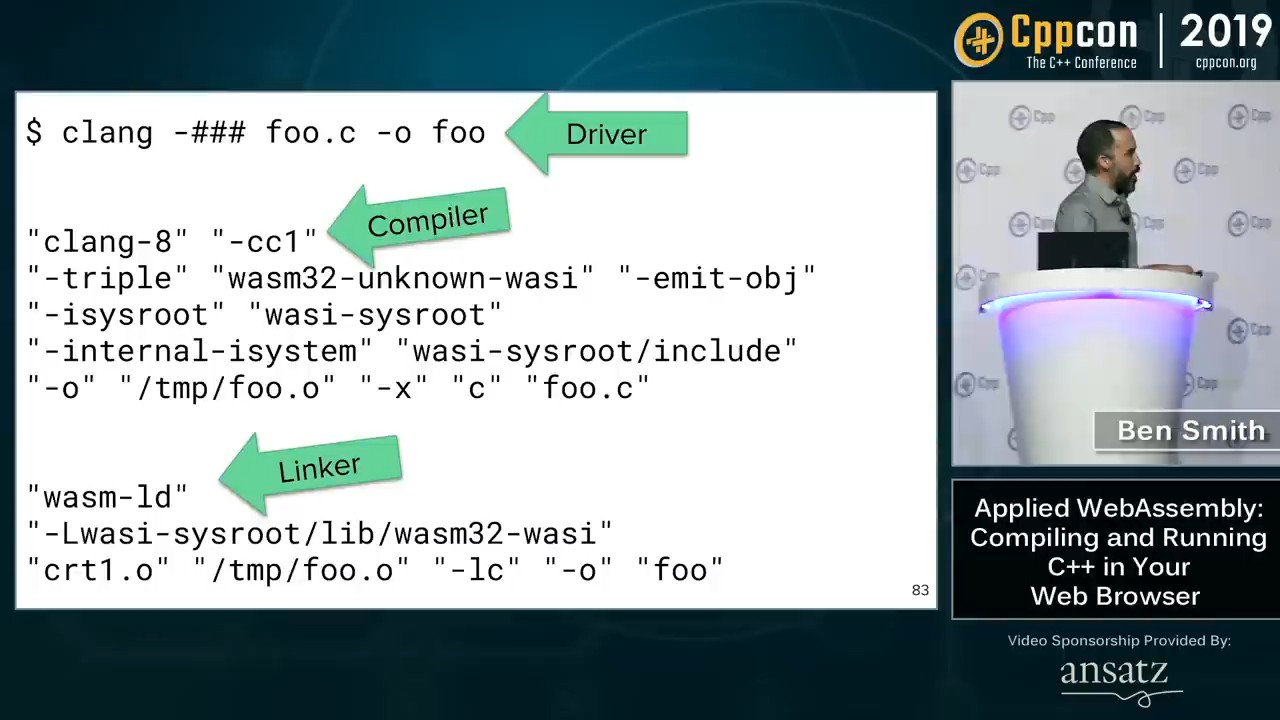 $ clang -### foo.c -o foo
Driver
Compiler
"clang-8" "-cc1"
"-triple" "wasm32-unknown-wasi" "-emit-obj"
"-isysroot" "wasi-sysroot"
"-internal-isystem" "wasi-sysroot/include"
"-o" "/tmp/foo.o" "-x" "c" "foo.c"
Linker
"wasm-ld"
"-Lwasi-sysroot/lib/wasm32-wasi"
"crt1.o" "/tmp/foo.o" "-lc" "-o" "foo"
83
Cppcon
The C++ Conference
2019
cppcon.org
Cpp
Cpp
Cpp
Ben Smith
Applied WebAssembly:
Compiling and Running
C++ in Your
Web Browser
Video Sponsorship Provided By:
ansatz